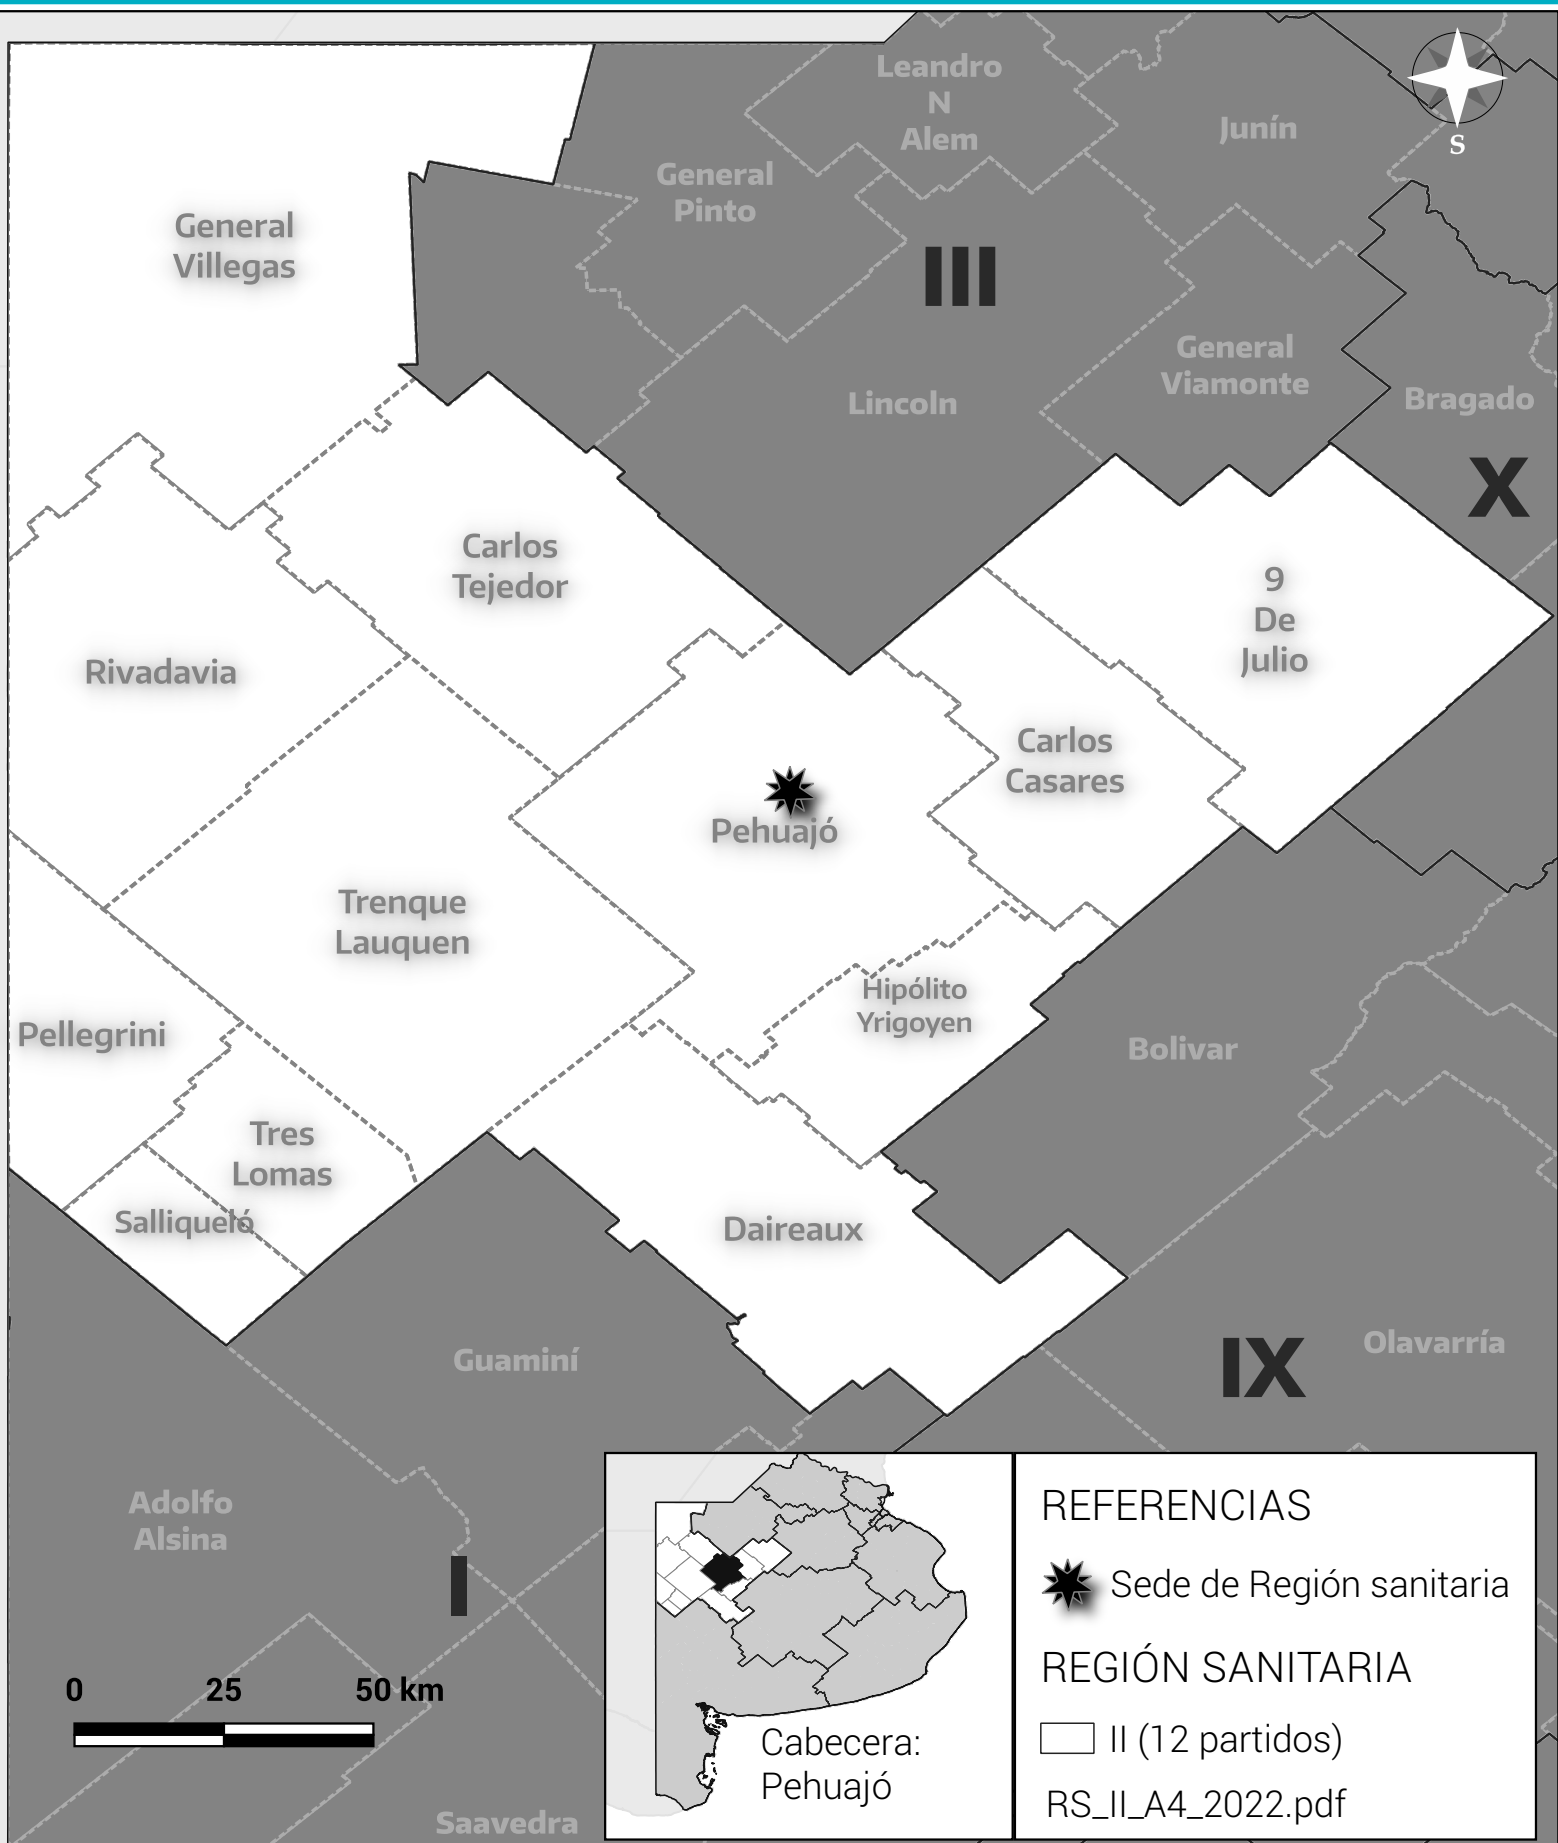 Leandro
N
Alem
Junín
S
General
Pinto
General
Villegas
III
General
Viamonte
Lincoln
Bragado
X
Carlos
Tejedor
9
De
Julio
Rivadavia
Carlos
Casares
Pehuajó
Trenque
Lauquen
Hipólito
Yrigoyen
Pellegrini
Bolivar
Tres
Lomas
Salliqueló
Daireaux
Guaminí
IX
Olavarría
Adolfo
Alsina
I
0 25 50 km
Saavedra
Cabecera:
Pehuajó
REFERENCIAS
Sede de Región sanitaria
REGIÓN SANITARIA
II (12 partidos)
RS_II_A4_2022.pdf